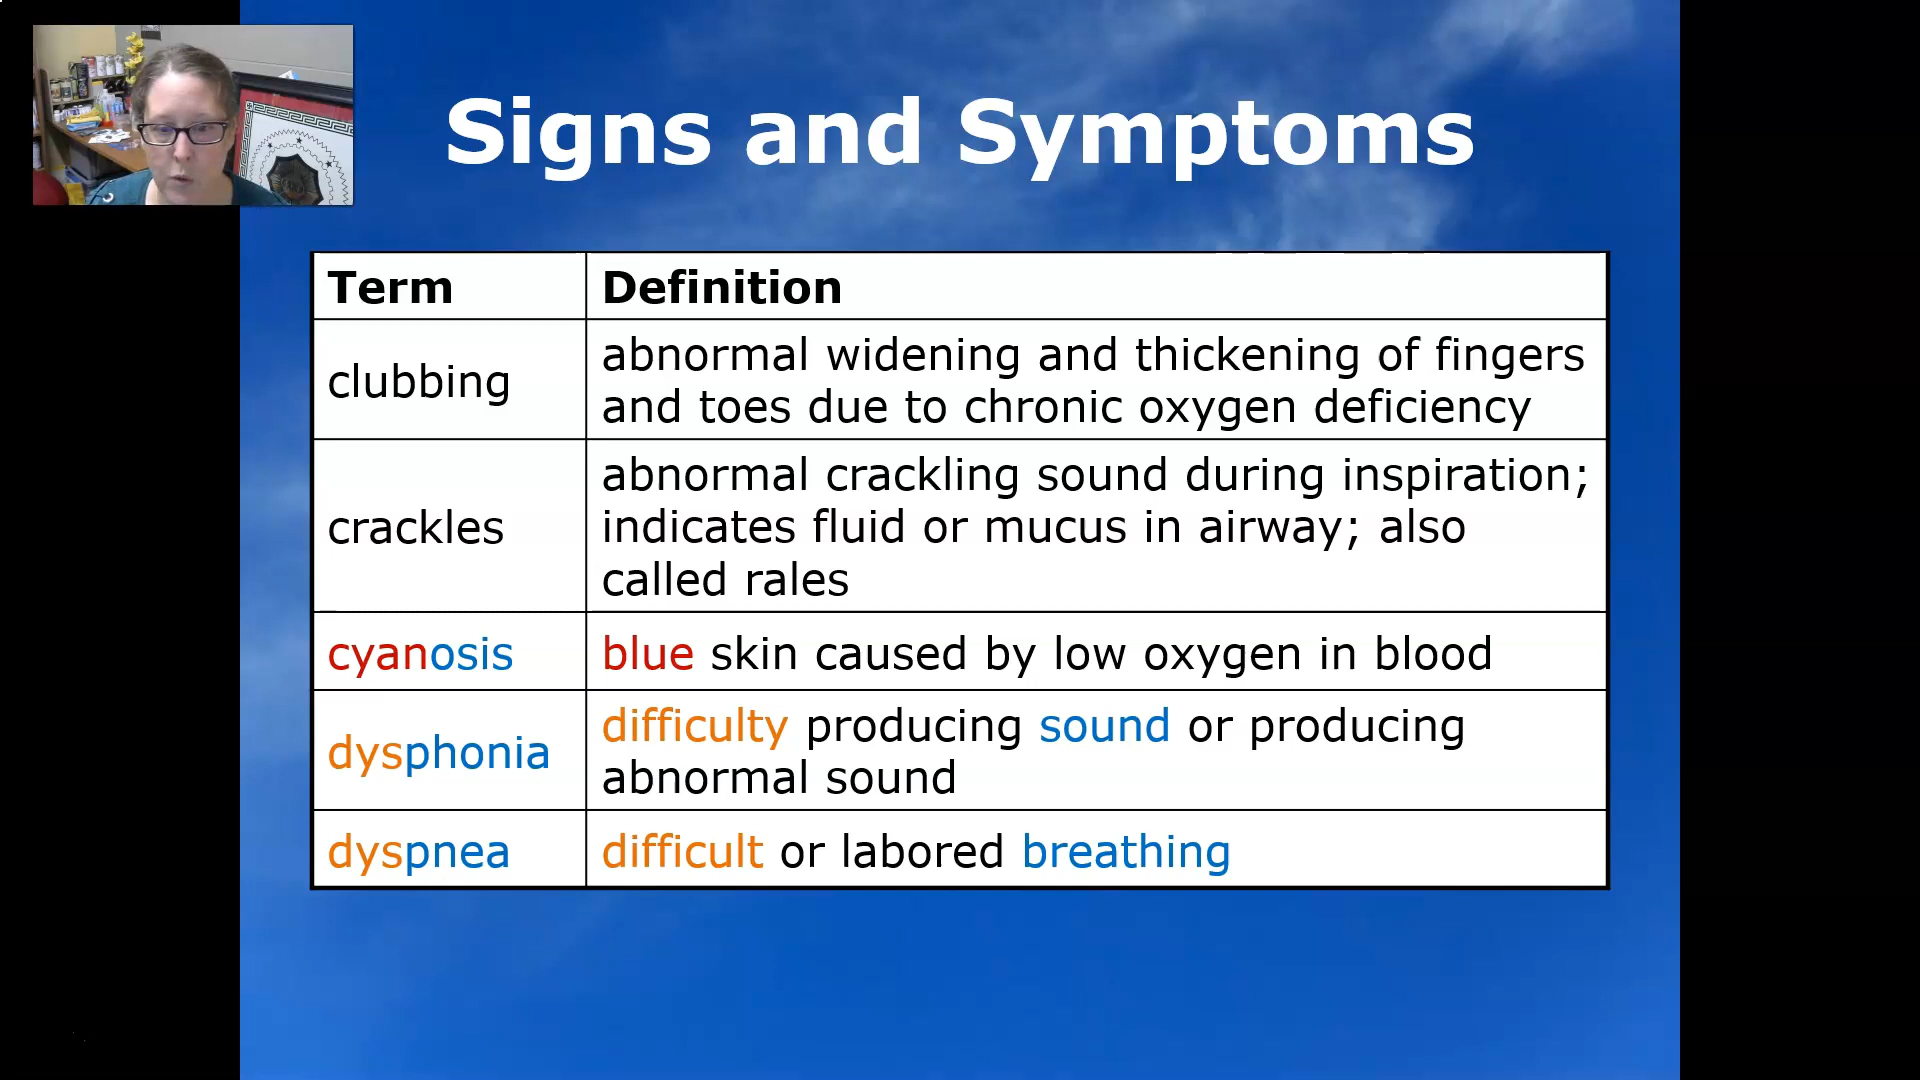 Signs and Symptoms
Term
Definition
clubbing
abnormal widening and thickening of fingers
and toes due to chronic oxygen deficiency
crackles
abnormal crackling sound during inspiration;
indicates fluid or mucus in airway; also
called rales
cyanosis
blue skin caused by low oxygen in blood
dysphonia
difficulty producing sound or producing
abnormal sound
dyspnea
difficult or labored breathing